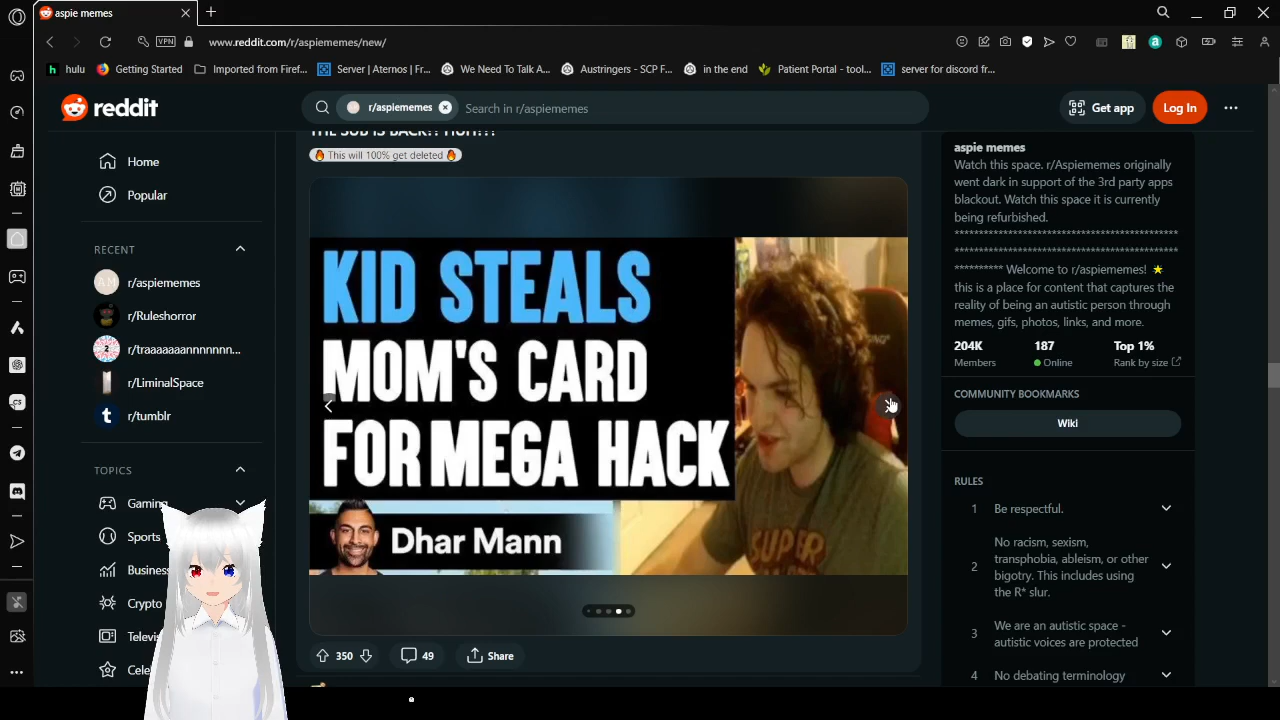 aspie memes
VPN
www.reddit.com/r/aspiememes/new/
hulu
Getting Started
Imported from Firef...
Server | Aternos | Fr...
We Need To Talk A...
Austringers - SCP F...
in the end
Patient Portal - tool...
server for discord fr...
reddit
r/aspiememes
Search in r/aspiememes
Get app
Log In
Home
Popular
RECENT
r/aspiememes
r/Ruleshorror
r/traaaaaaannnnnnn...
r/LiminalSpace
r/tumblr
TOPICS
Gaming
Sports
Business
Crypto
🔥 This will 100% get deleted 🔥
KID STEALS
MOM'S CARD
FOR MEGA HACK
Dhar Mann
SUPER
350
49
Share
aspie memes
Watch this space. r/Aspiememes originally
went dark in support of the 3rd party apps
blackout. Watch this space it is currently
being refurbished.
********************************************
********************************************
********** Welcome to r/aspiememes! ⭐
this is a place for content that captures the
reality of being an autistic person through
memes, gifs, photos, links, and more.
204K
Members
187
Online
Top 1%
Rank by size
COMMUNITY BOOKMARKS
Wiki
RULES
1 Be respectful.
2 No racism, sexism,
transphobia, ableism, or other
bigotry. This includes using
the R* slur.
3 We are an autistic space -
autistic voices are protected
4 No debating terminology